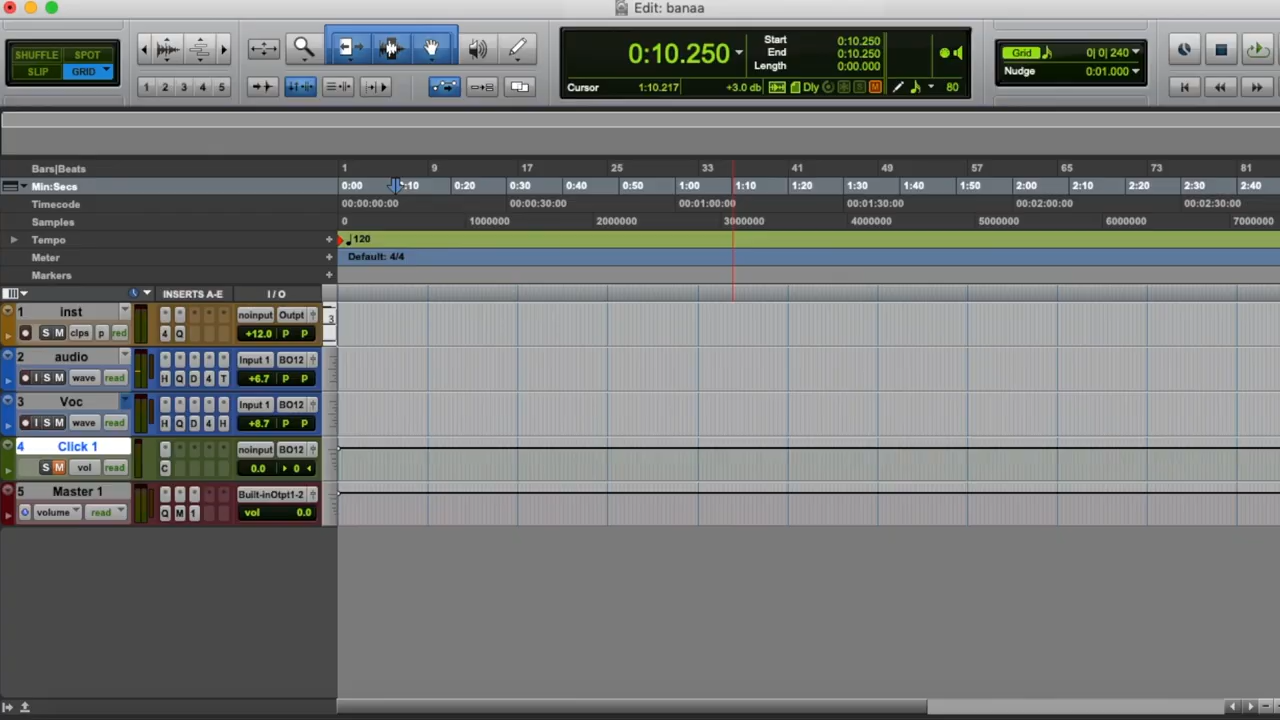 Edit: banaa
SHUFFLE SPOT
SLIP GRID
1 2 3 4 5
0:10.250
Start 0:10.250
End 0:10.250
Length 0:00.000
Cursor 1:10.217 +3.0 db Dly M 80
Grid 0| 0| 240
Nudge 0:01.000
Bars|Beats 1 9 17 25 33 41 49 57 65 73 81
Min:Secs 0:00 0:10 0:20 0:30 0:40 0:50 1:00 1:10 1:20 1:30 1:40 1:50 2:00 2:10 2:20 2:30 2:40
Timecode 00:00:00:00 00:00:30:00 00:01:00:00 00:01:30:00 00:02:00:00 00:02:30:00
Samples 0 1000000 2000000 3000000 4000000 5000000 6000000 7000000
Tempo + 120
Meter + Default: 4/4
Markers +
INSERTS A-E I / O
1 inst noinput Outpt 3
S M clps p red 4 Q +12.0 P P
2 audio Input 1 BO12
I S M wave read H Q D 4 T +6.7 P P
3 Voc Input 1 BO12
I S M wave read H Q D 4 H +8.7 P P
4 Click 1 noinput BO12
S M vol read C 0.0 0
5 Master 1 Built-inOtpt1-2
volume read Q M 1 vol 0.0